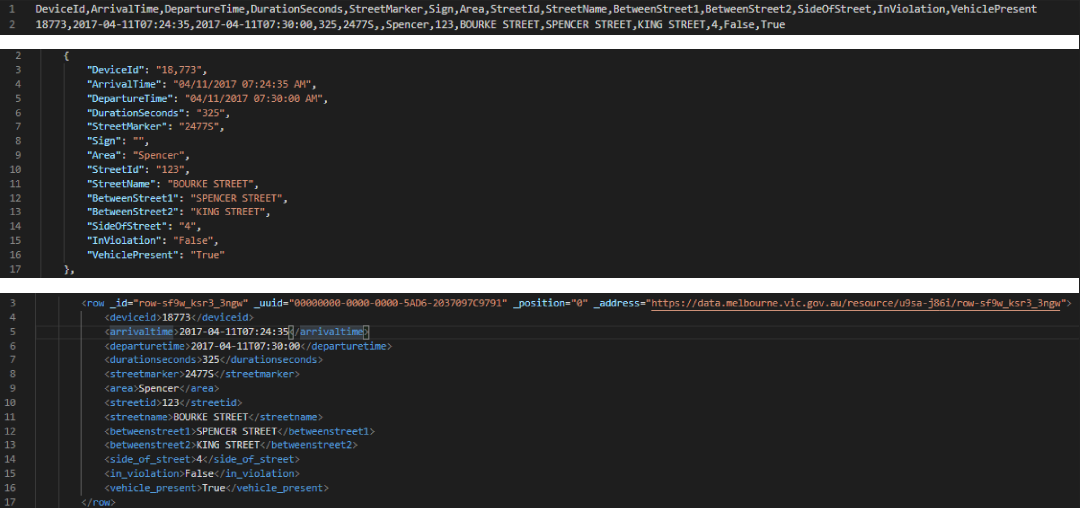 1 DeviceId,ArrivalTime,DepartureTime,DurationSeconds,StreetMarker,Sign,Area,StreetId,StreetName,BetweenStreet1,BetweenStreet2,SideOfStreet,InViolation,VehiclePresent
2 18773,2017-04-11T07:24:35,2017-04-11T07:30:00,325,2477S,,Spencer,123,BOURKE STREET,SPENCER STREET,KING STREET,4,False,True
2 {
3 "DeviceId": "18,773",
4 "ArrivalTime": "04/11/2017 07:24:35 AM",
5 "DepartureTime": "04/11/2017 07:30:00 AM",
6 "DurationSeconds": "325",
7 "StreetMarker": "2477S",
8 "Sign": "",
9 "Area": "Spencer",
10 "StreetId": "123",
11 "StreetName": "BOURKE STREET",
12 "BetweenStreet1": "SPENCER STREET",
13 "BetweenStreet2": "KING STREET",
14 "SideOfStreet": "4",
15 "InViolation": "False",
16 "VehiclePresent": "True"
17 },
3 <row _id="row-sf9w_ksr3_3ngw" _uuid="00000000-0000-0000-5AD6-2037097C9791" _position="0" _address="https://data.melbourne.vic.gov.au/resource/u9sa-j86i/row-sf9w_ksr3_3ngw">
4 <deviceid>18773</deviceid>
5 <arrivaltime>2017-04-11T07:24:35</arrivaltime>
6 <departuretime>2017-04-11T07:30:00</departuretime>
7 <durationseconds>325</durationseconds>
8 <streetmarker>2477S</streetmarker>
9 <area>Spencer</area>
10 <streetid>123</streetid>
11 <streetname>BOURKE STREET</streetname>
12 <betweenstreet1>SPENCER STREET</betweenstreet1>
13 <betweenstreet2>KING STREET</betweenstreet2>
14 <side_of_street>4</side_of_street>
15 <in_violation>False</in_violation>
16 <vehicle_present>True</vehicle_present>
17 </row>